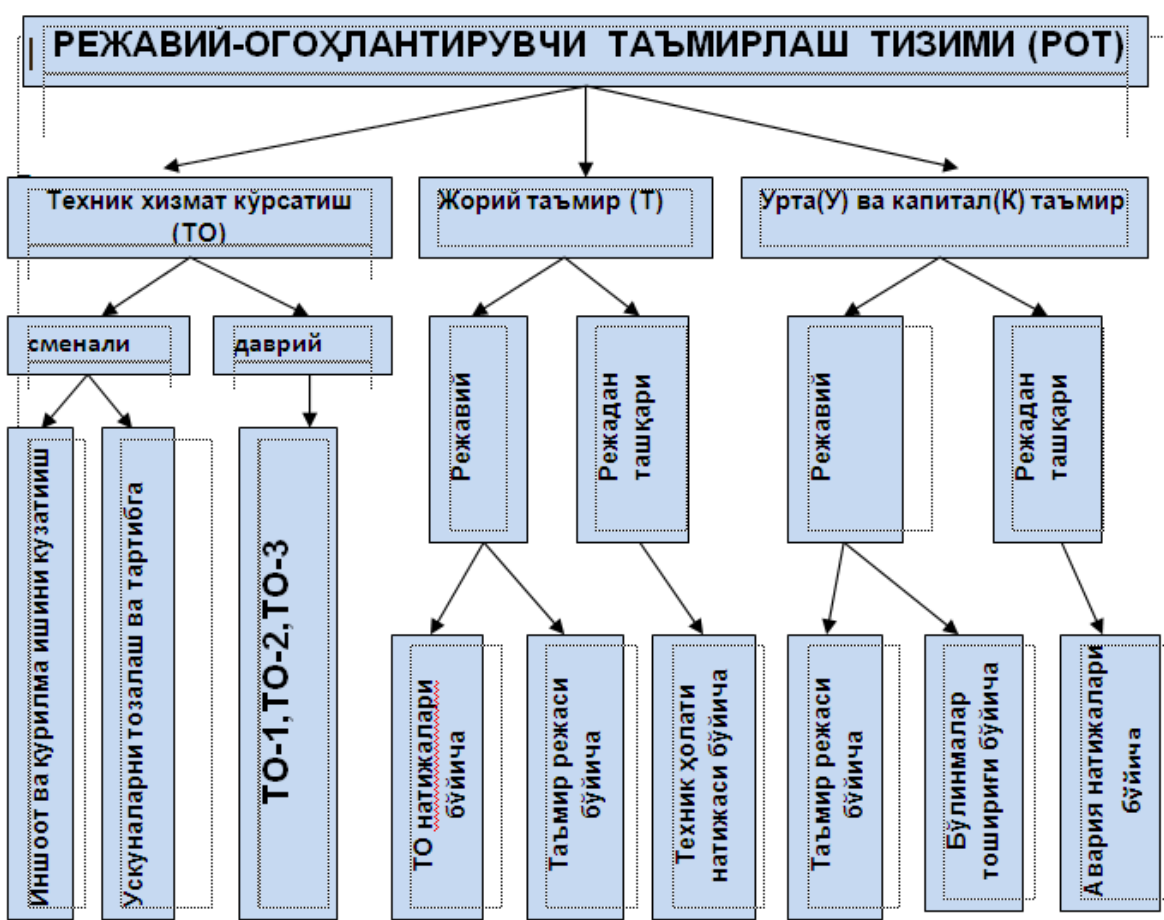 РЕЖАВИЙ-ОГОҲЛАНТИРУВЧИ ТАЪМИРЛАШ ТИЗИМИ (РОТ)
Техник хизмат кўрсатиш
(ТО)
Жорий таъмир (Т)
Урта(У) ва капитал(К) таъмир
сменали
даврий
Режавий
Режадан
ташқари
Режавий
Режадан
ташқари
Иншоот ва қурилма ишини кузатииш
Ускуналарни тозалаш ва тартибга
ТО-1,ТО-2,ТО-3
ТО натижалари
бўйича
Таъмир режаси
бўйича
Техник ҳолати
натижаси бўйича
Таъмир режаси
бўйича
Бўлинмалар
тошириғи бўйича
Авария натижалари
бўйича